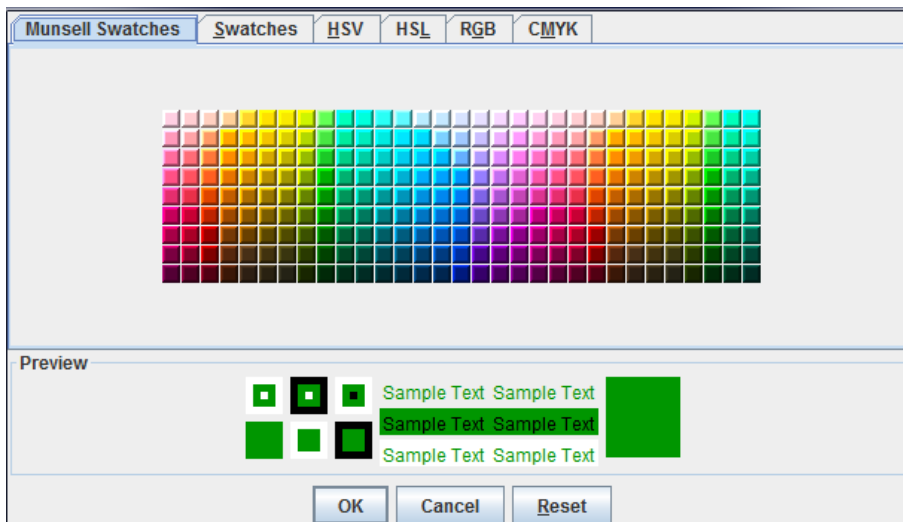 Munsell Swatches Swatches HSV HSL RGB CMYK
Preview
Sample Text Sample Text
Sample Text Sample Text
Sample Text Sample Text
OK Cancel Reset